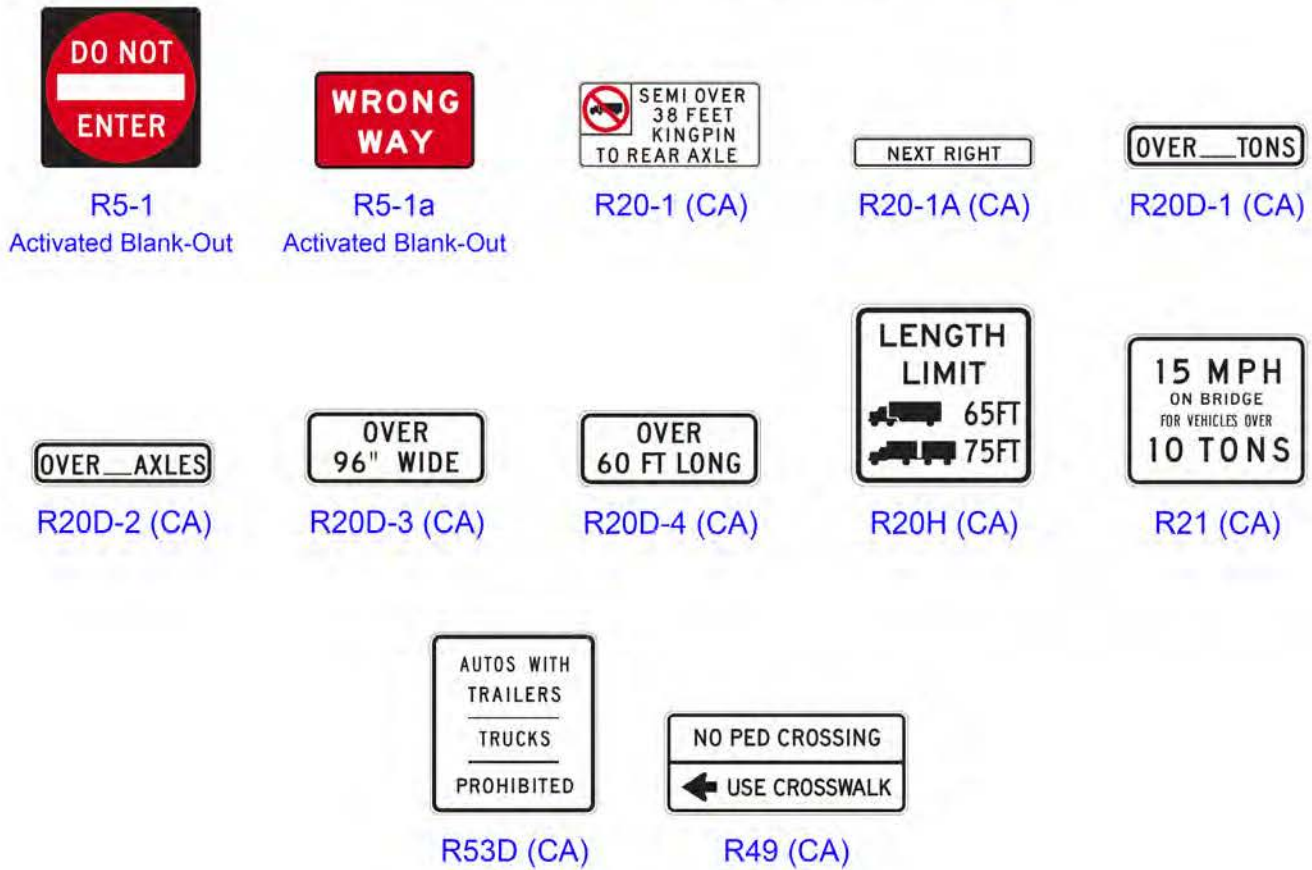 DO NOT
ENTER
R5-1
Activated Blank-Out
WRONG
WAY
R5-1a
Activated Blank-Out
SEMI OVER
38 FEET
KINGPIN
TO REAR AXLE
R20-1 (CA)
NEXT RIGHT
R20-1A (CA)
OVER___TONS
R20D-1 (CA)
OVER__AXLES
R20D-2 (CA)
OVER
96" WIDE
R20D-3 (CA)
OVER
60 FT LONG
R20D-4 (CA)
LENGTH
LIMIT
65FT
75FT
R20H (CA)
15 MPH
ON BRIDGE
FOR VEHICLES OVER
10 TONS
R21 (CA)
AUTOS WITH
TRAILERS
TRUCKS
PROHIBITED
R53D (CA)
NO PED CROSSING
USE CROSSWALK
R49 (CA)